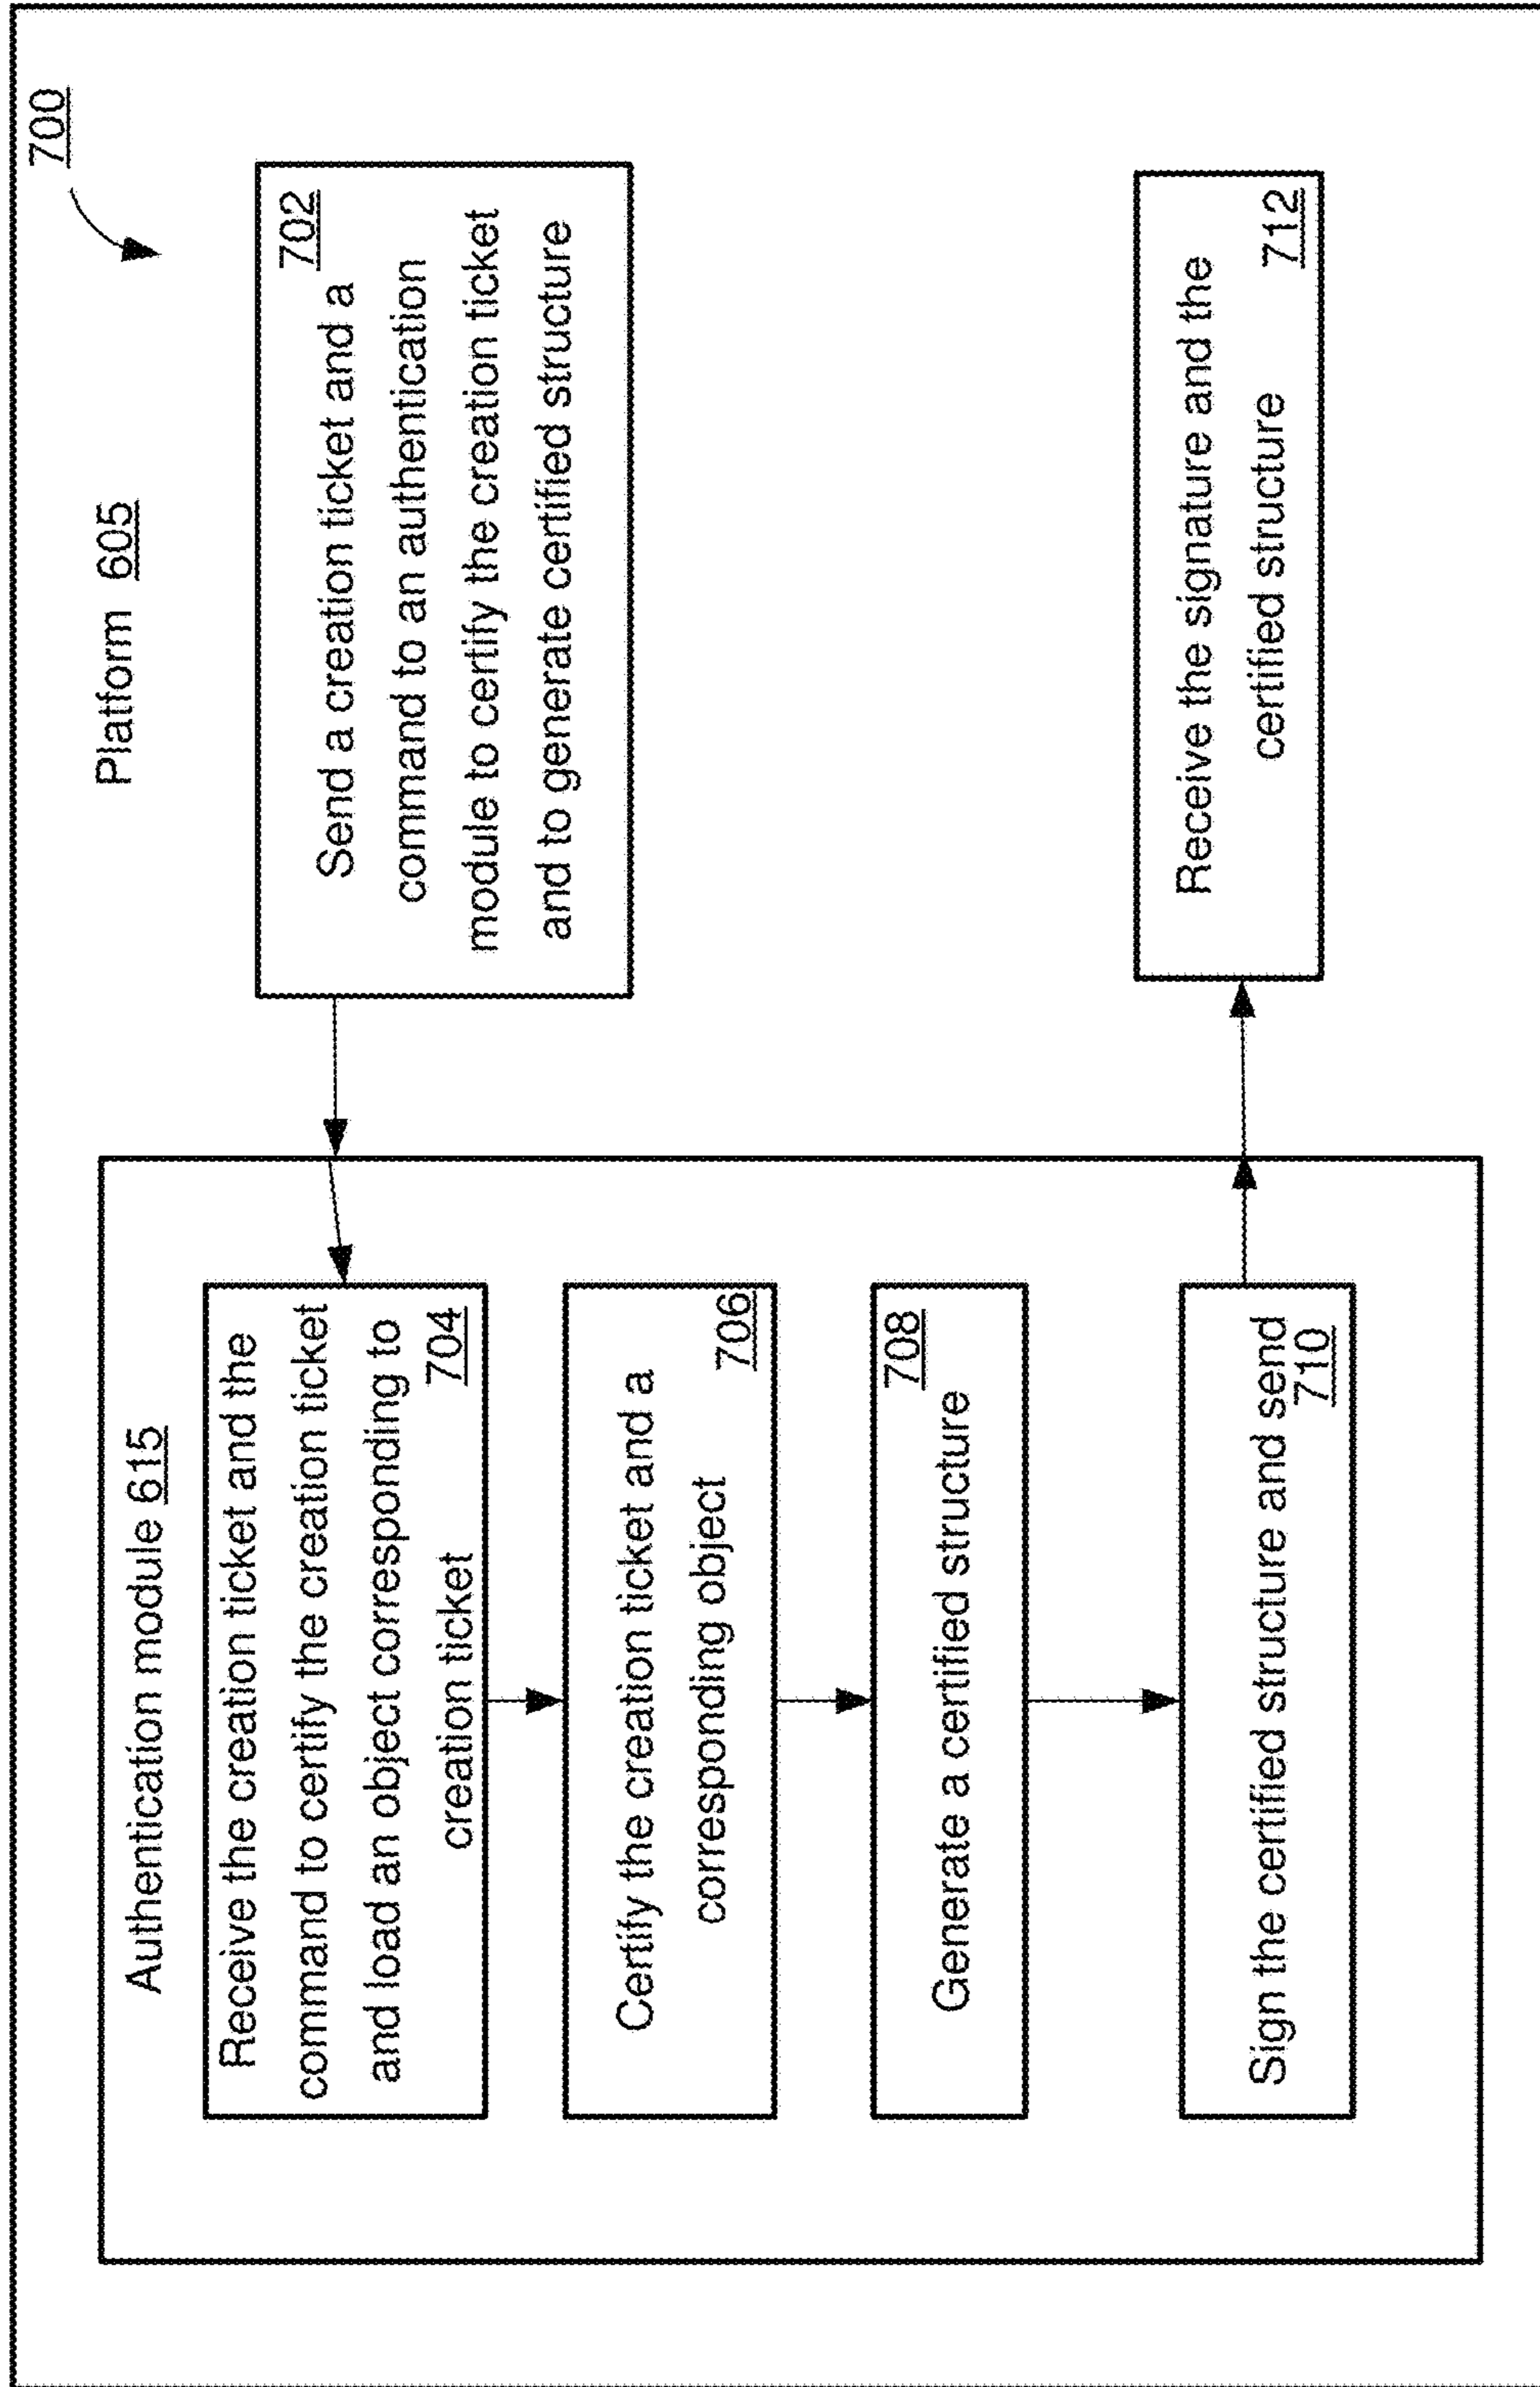 700
Platform 605
702
Send a creation ticket and a
command to an authentication
module to certify the creation ticket
and to generate certified structure
Authentication module 615
Receive the creation ticket and the
command to certify the creation ticket
and load an object corresponding to
704
creation ticket
Certify the creation ticket and a
corresponding object
706
708
Generate a certified structure
Sign the certified structure and send
710
Receive the signature and the
certified structure
712